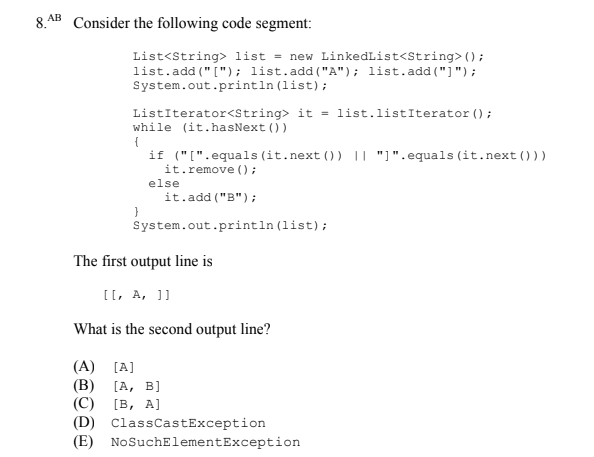 8.AB Consider the following code segment:
List<String> list = new LinkedList<String>();
list.add("["); list.add("A"); list.add("]");
System.out.println(list);
ListIterator<String> it = list.listIterator();
while (it.hasNext())
{
if ("[".equals(it.next()) || "]".equals(it.next()))
it.remove();
else
it.add("B");
}
System.out.println(list);
The first output line is
[[, A, ]]
What is the second output line?
(A) [A]
(B) [A, B]
(C) [B, A]
(D) ClassCastException
(E) NoSuchElementException